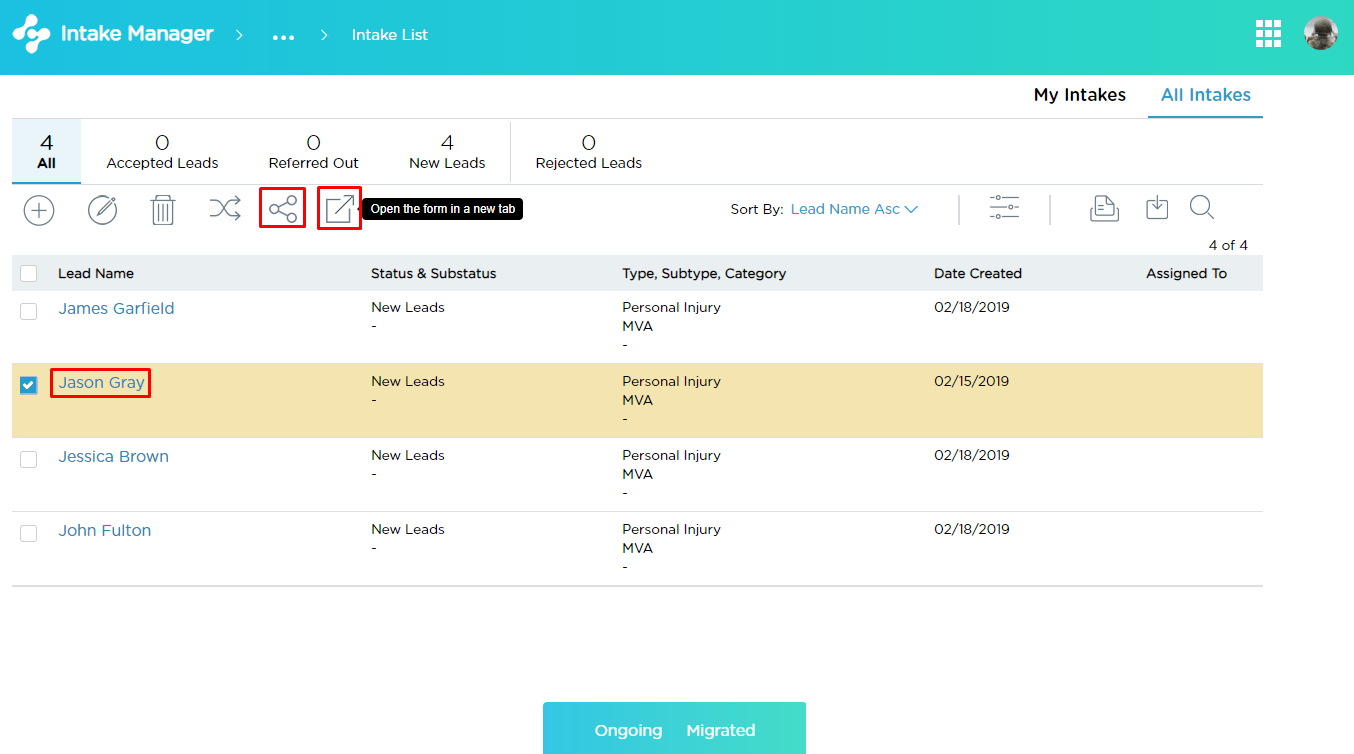 Intake Manager > ... > Intake List
My Intakes All Intakes
4 0 0 4 0
All Accepted Leads Referred Out New Leads Rejected Leads
Open the form in a new tab
Sort By: Lead Name Asc
4 of 4
Lead Name Status & Substatus Type, Subtype, Category Date Created Assigned To
James Garfield New Leads Personal Injury 02/18/2019
- MVA
-
Jason Gray New Leads Personal Injury 02/15/2019
- MVA
-
Jessica Brown New Leads Personal Injury 02/18/2019
- MVA
-
John Fulton New Leads Personal Injury 02/18/2019
- MVA
-
Ongoing Migrated